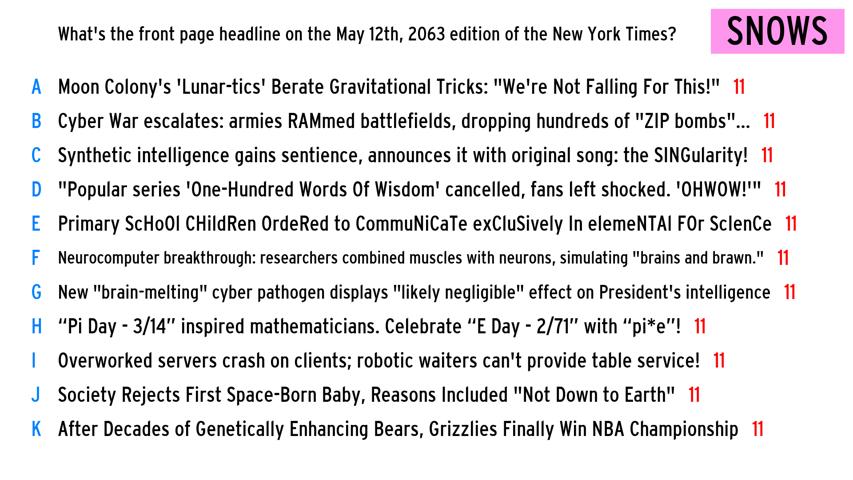 What's the front page headline on the May 12th, 2063 edition of the New York Times?
SNOWS
A Moon Colony's 'Lunar-tics' Berate Gravitational Tricks: "We're Not Falling For This!" 11
B Cyber War escalates: armies RAMmed battlefields, dropping hundreds of "ZIP bombs"... 11
C Synthetic intelligence gains sentience, announces it with original song: the SINGularity! 11
D "Popular series 'One-Hundred Words Of Wisdom' cancelled, fans left shocked. 'OHWOW!'" 11
E Primary ScHoOl CHildRen OrdeRed to CommuNiCaTe exCluSively In elemeNTAl FOr ScIenCe 11
F Neurocomputer breakthrough: researchers combined muscles with neurons, simulating "brains and brawn." 11
G New "brain-melting" cyber pathogen displays "likely negligible" effect on President's intelligence 11
H “Pi Day - 3/14” inspired mathematicians. Celebrate “E Day - 2/71” with “pi*e”! 11
I Overworked servers crash on clients; robotic waiters can't provide table service! 11
J Society Rejects First Space-Born Baby, Reasons Included "Not Down to Earth" 11
K After Decades of Genetically Enhancing Bears, Grizzlies Finally Win NBA Championship 11